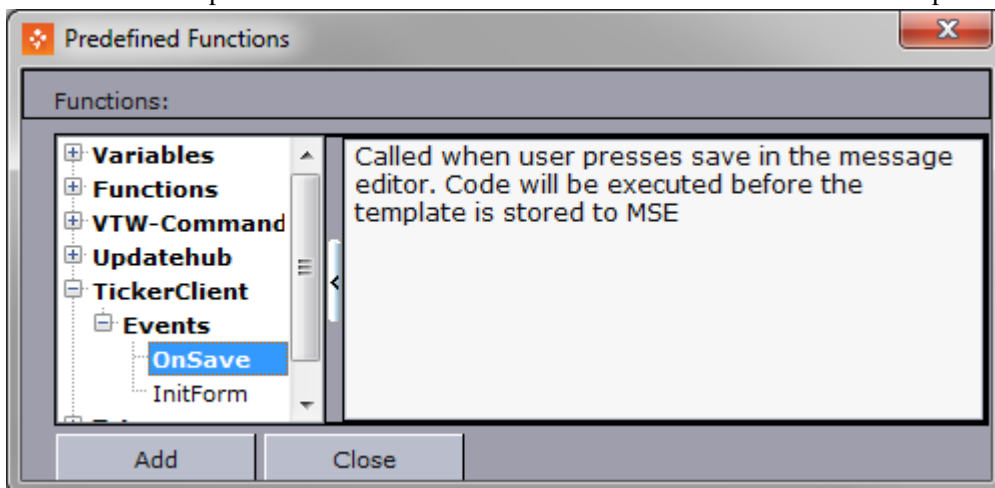 Predefined Functions
Functions:
Variables
Functions
VTW-Command
Updatehub
TickerClient
Events
OnSave
InitForm
Called when user presses save in the message
editor. Code will be executed before the
template is stored to MSE
Add
Close